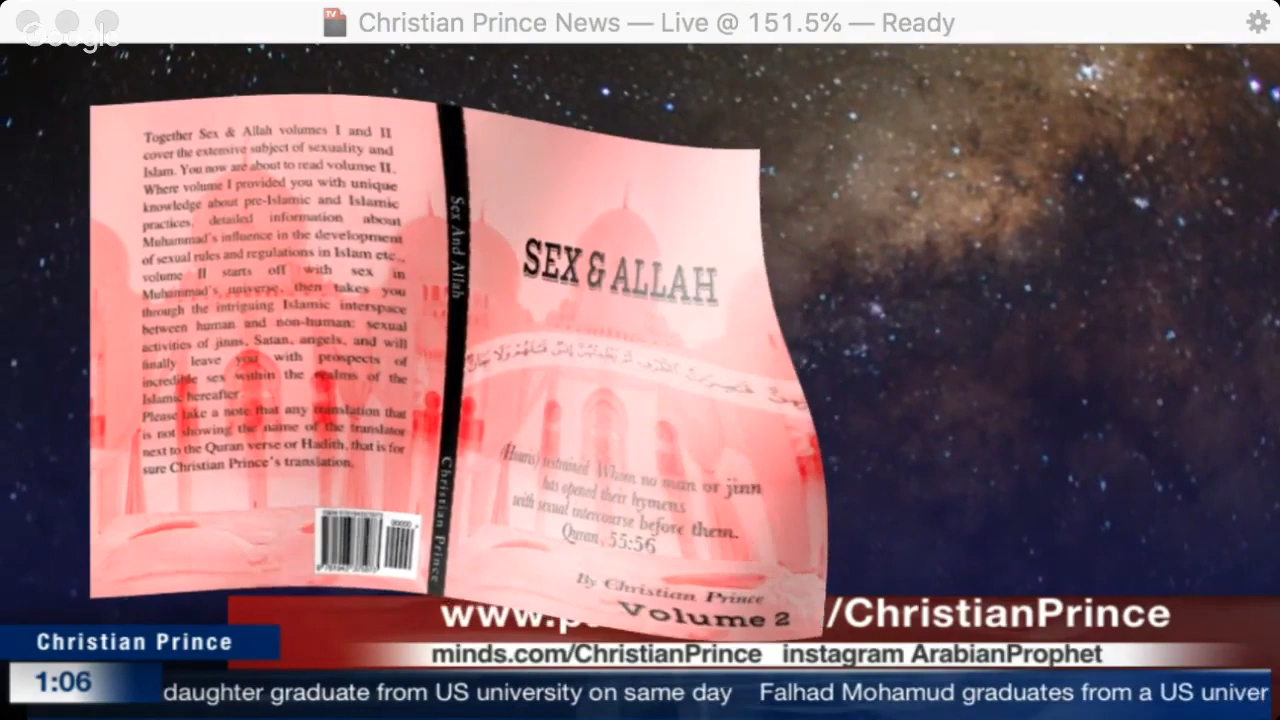 Christian Prince News — Live @ 151.5% — Ready
Google
Together Sex & Allah volumes I and II
cover the extensive subject of sexuality and
Islam. You now are about to read volume II.
Where volume I provided you with unique
knowledge about pre-Islamic and Islamic
practices, detailed information about
Muhammad's influence in the development
of sexual rules and regulations in Islam etc.,
volume II starts off with sex in
Muhammad's universe, then takes you
through the intriguing Islamic interspace
between human and non-human: sexual
activities of jinns, Satan, angels, and will
finally leave you with prospects of
incredible sex within the realms of the
Islamic hereafter
Please take a note that any translation that
is not showing the name of the translator
next to the Quran verse or Hadith, that is for
sure Christian Prince's translation.
Sex And Allah
Christian Prince
SEX & ALLAH
restrained Whom no man or jinn
has opened their hymens
with sexual intercourse before them.
Quran, 55:56
By Christian Prince
Volume 2
www.p /ChristianPrince
minds.com/ChristianPrince instagram ArabianProphet
Christian Prince
1:06
daughter graduate from US university on same day Falhad Mohamud graduates from a US univer